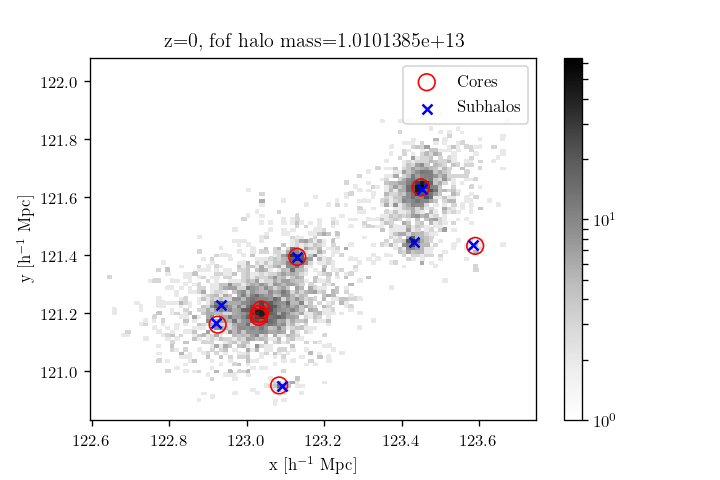 z=0, fof halo mass=1.0101385e+13
Cores
Subhalos
122.0
121.8
121.6
121.4
121.2
121.0
y [h⁻¹ Mpc]
122.6 122.8 123.0 123.2 123.4 123.6
x [h⁻¹ Mpc]
10¹
10⁰